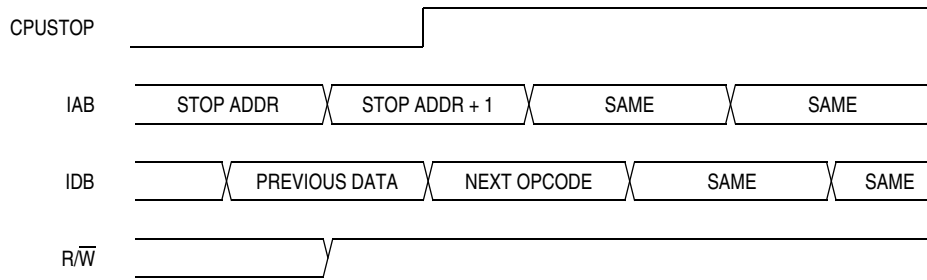 CPUSTOP
IAB STOP ADDR STOP ADDR + 1 SAME SAME
IDB PREVIOUS DATA NEXT OPCODE SAME SAME
R/W̅